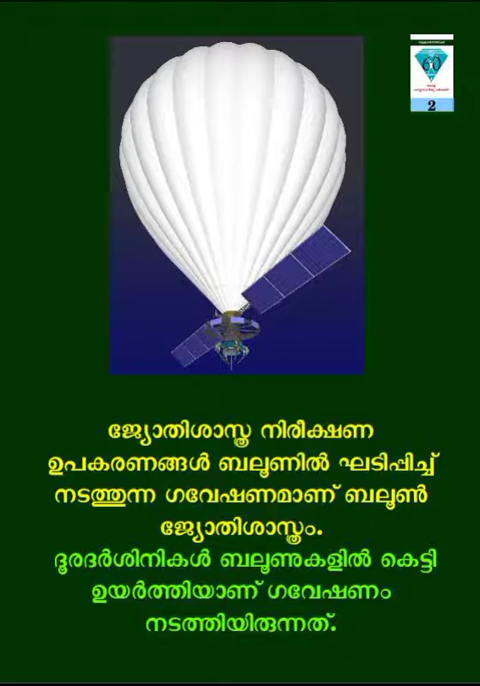 60
2
ജ്യോതിശാസ്ത്ര നിരീക്ഷണ
ഉപകരണങ്ങൾ ബലൂണിൽ ഘടിപ്പിച്ച്
നടത്തുന്ന ഗവേഷണമാണ് ബലൂൺ
ജ്യോതിശാസ്ത്രം.
ദൂരദർശിനികൾ ബലൂണുകളിൽ കെട്ടി
ഉയർത്തിയാണ് ഗവേഷണം
നടത്തിയിരുന്നത്.